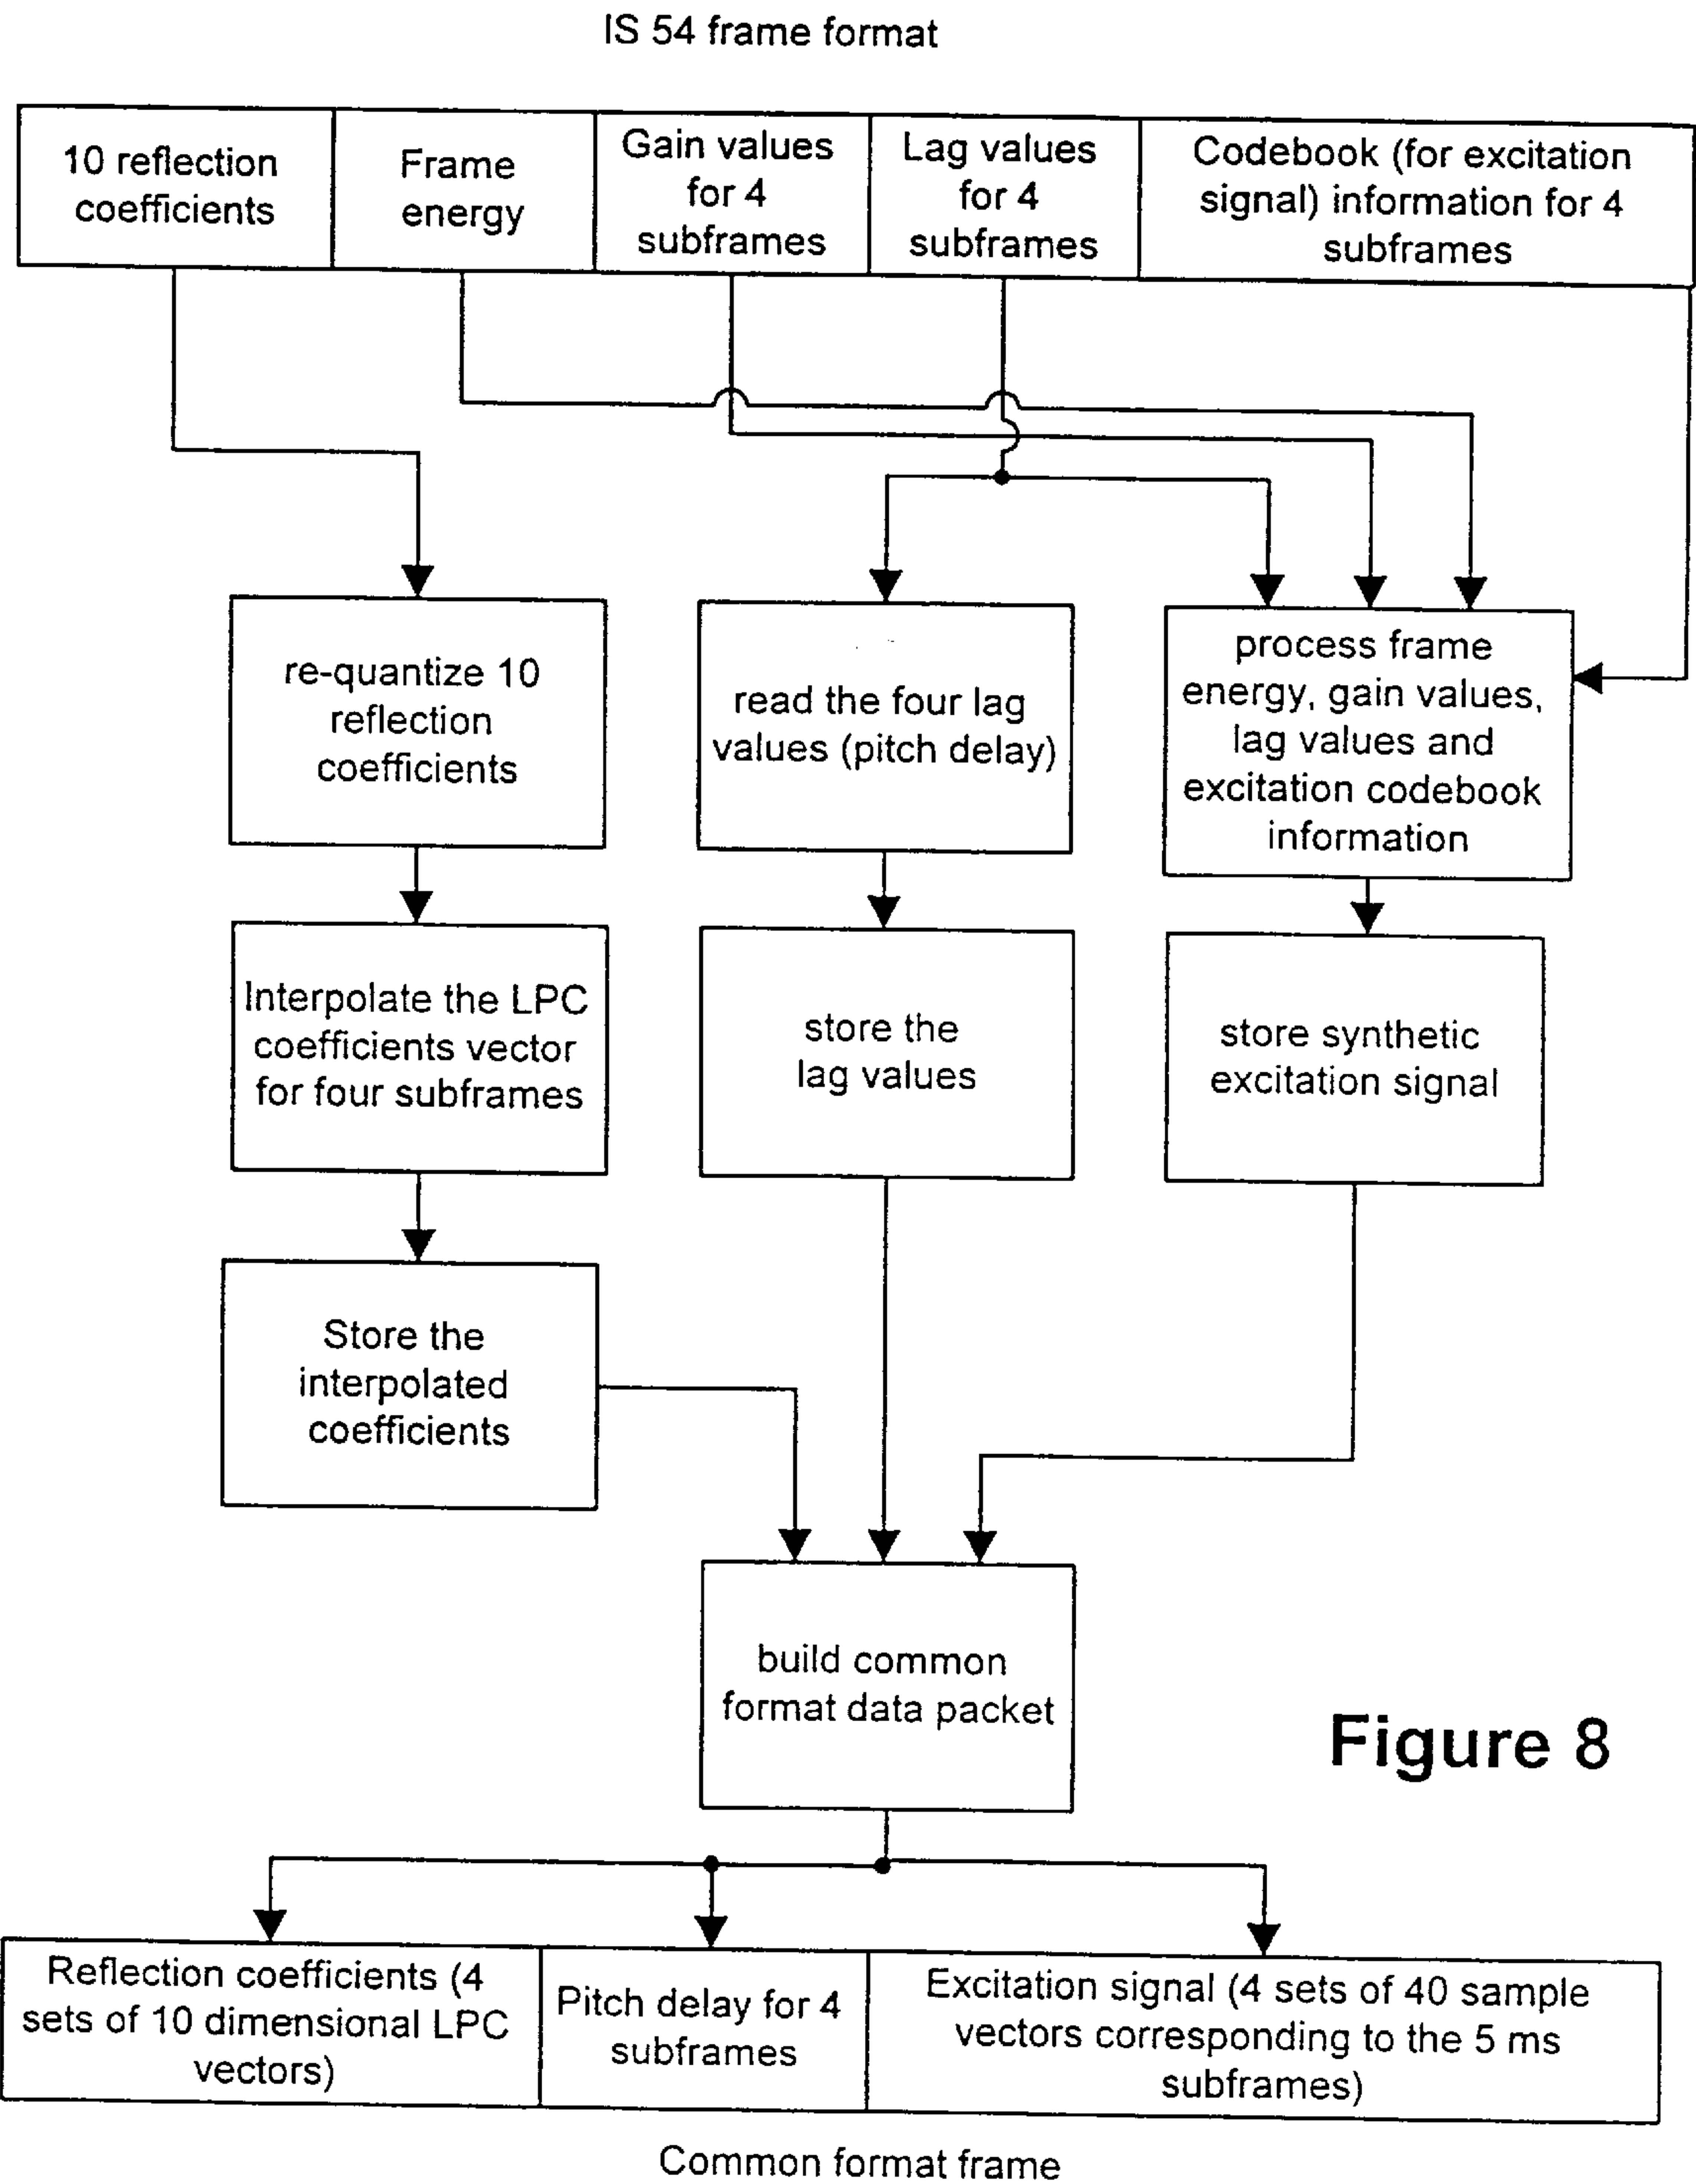 IS 54 frame format
10 reflection
coefficients
Frame
energy
Gain values
for 4
subframes
Lag values
for 4
subframes
Codebook (for excitation
signal) information for 4
subframes
re-quantize 10
reflection
coefficients
read the four lag
values (pitch delay)
process frame
energy, gain values,
lag values and
excitation codebook
information
Interpolate the LPC
coefficients vector
for four subframes
store the
lag values
store synthetic
excitation signal
Store the
interpolated
coefficients
build common
format data packet
Figure 8
Reflection coefficients (4
sets of 10 dimensional LPC
vectors)
Pitch delay for 4
subframes
Excitation signal (4 sets of 40 sample
vectors corresponding to the 5 ms
subframes)
Common format frame